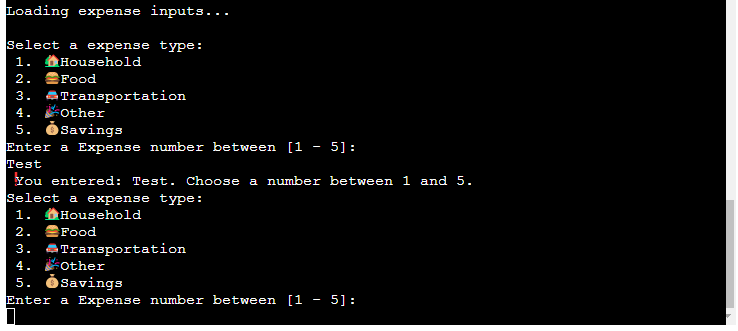 Loading expense inputs...
Select a expense type:
1. 🏠Household
2. 🍔Food
3. 🚘Transportation
4. 🎉Other
5. 💰Savings
Enter a Expense number between [1 - 5]:
Test
You entered: Test. Choose a number between 1 and 5.
Select a expense type:
1. 🏠Household
2. 🍔Food
3. 🚘Transportation
4. 🎉Other
5. 💰Savings
Enter a Expense number between [1 - 5]: